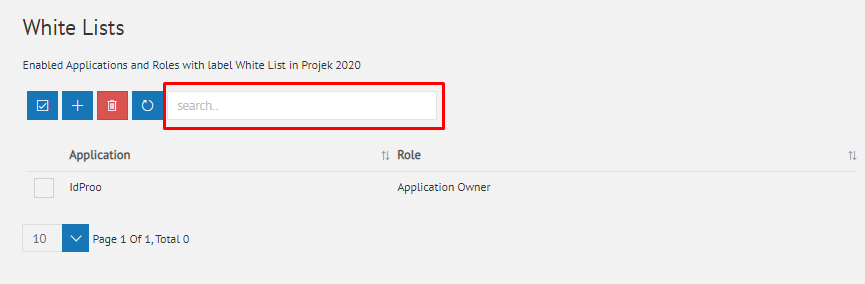 White Lists
Enabled Applications and Roles with label White List in Projek 2020
search..
Application Role
IdProo Application Owner
10 Page 1 Of 1, Total 0